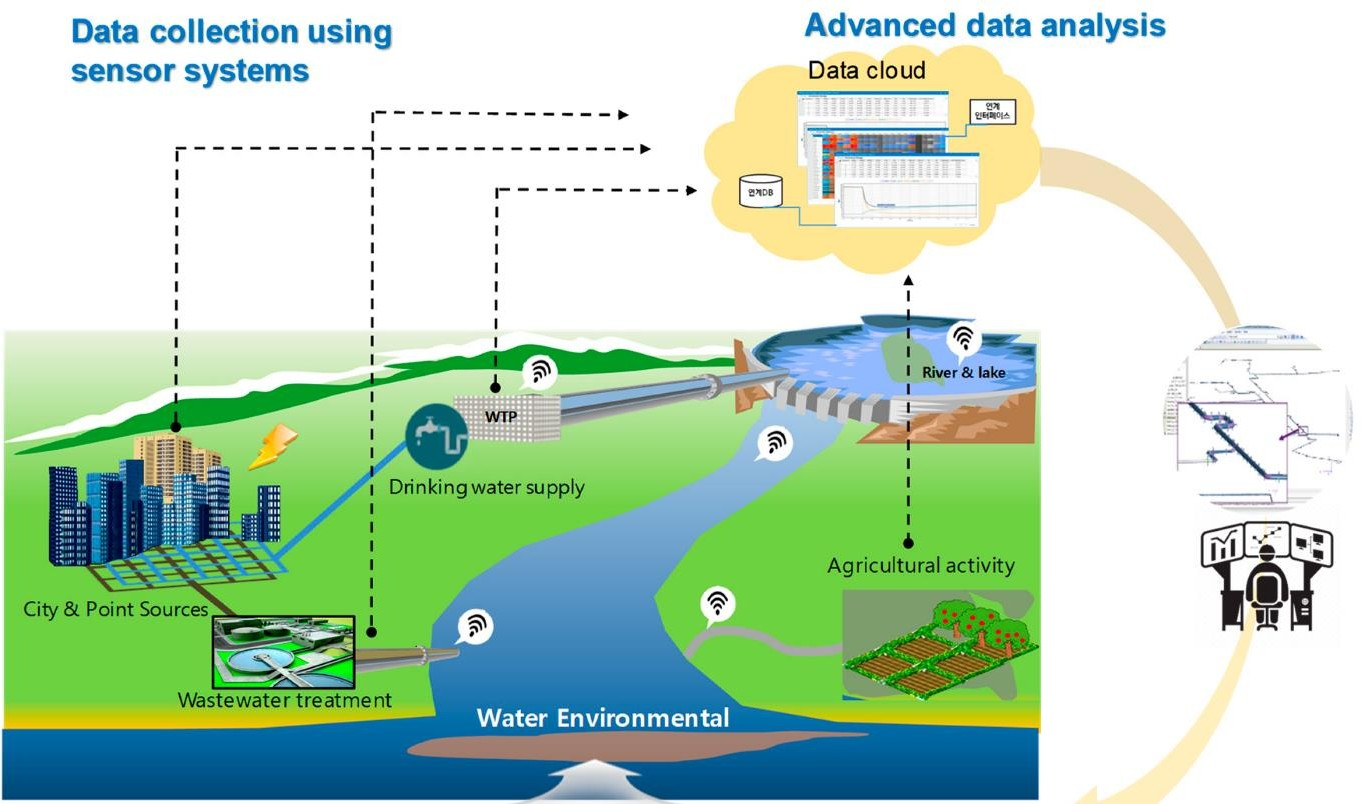 Data collection using
sensor systems
Advanced data analysis
Data cloud
연계
인터페이스
연계DB
River & lake
WTP
Drinking water supply
Agricultural activity
City & Point Sources
Wastewater treatment
Water Environmental